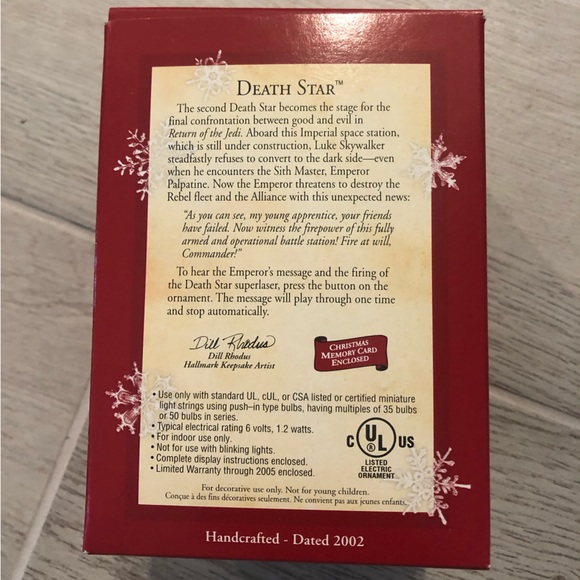 DEATH STAR™
The second Death Star becomes the stage for the
final confrontation between good and evil in
Return of the Jedi. Aboard this Imperial space station,
which is still under construction, Luke Skywalker
steadfastly refuses to convert to the dark side—even
when he encounters the Sith Master, Emperor
Palpatine. Now the Emperor threatens to destroy the
Rebel fleet and the Alliance with this unexpected news:
"As you can see, my young apprentice, your friends
have failed. Now witness the firepower of this fully
armed and operational battle station! Fire at will,
Commander!"
To hear the Emperor's message and the firing of
the Death Star superlaser, press the button on the
ornament. The message will play through one time
and stop automatically.
Dill Rhodus
Dill Rhodus
Hallmark Keepsake Artist
CHRISTMAS
MEMORY CARD
ENCLOSED
• Use only with standard UL, cUL, or CSA listed or certified miniature
light strings using push–in type bulbs, having multiples of 35 bulbs
or 50 bulbs in series.
• Typical electrical rating 6 volts, 1.2 watts.
• For indoor use only.
• Not for use with blinking lights.
• Complete display instructions enclosed.
• Limited Warranty through 2005 enclosed.
C UL US
LISTED
ELECTRIC
ORNAMENT
For decorative use only. Not for young children.
Conçue à des fins décoratives seulement. Ne convient pas aux jeunes enfants.
Handcrafted - Dated 2002